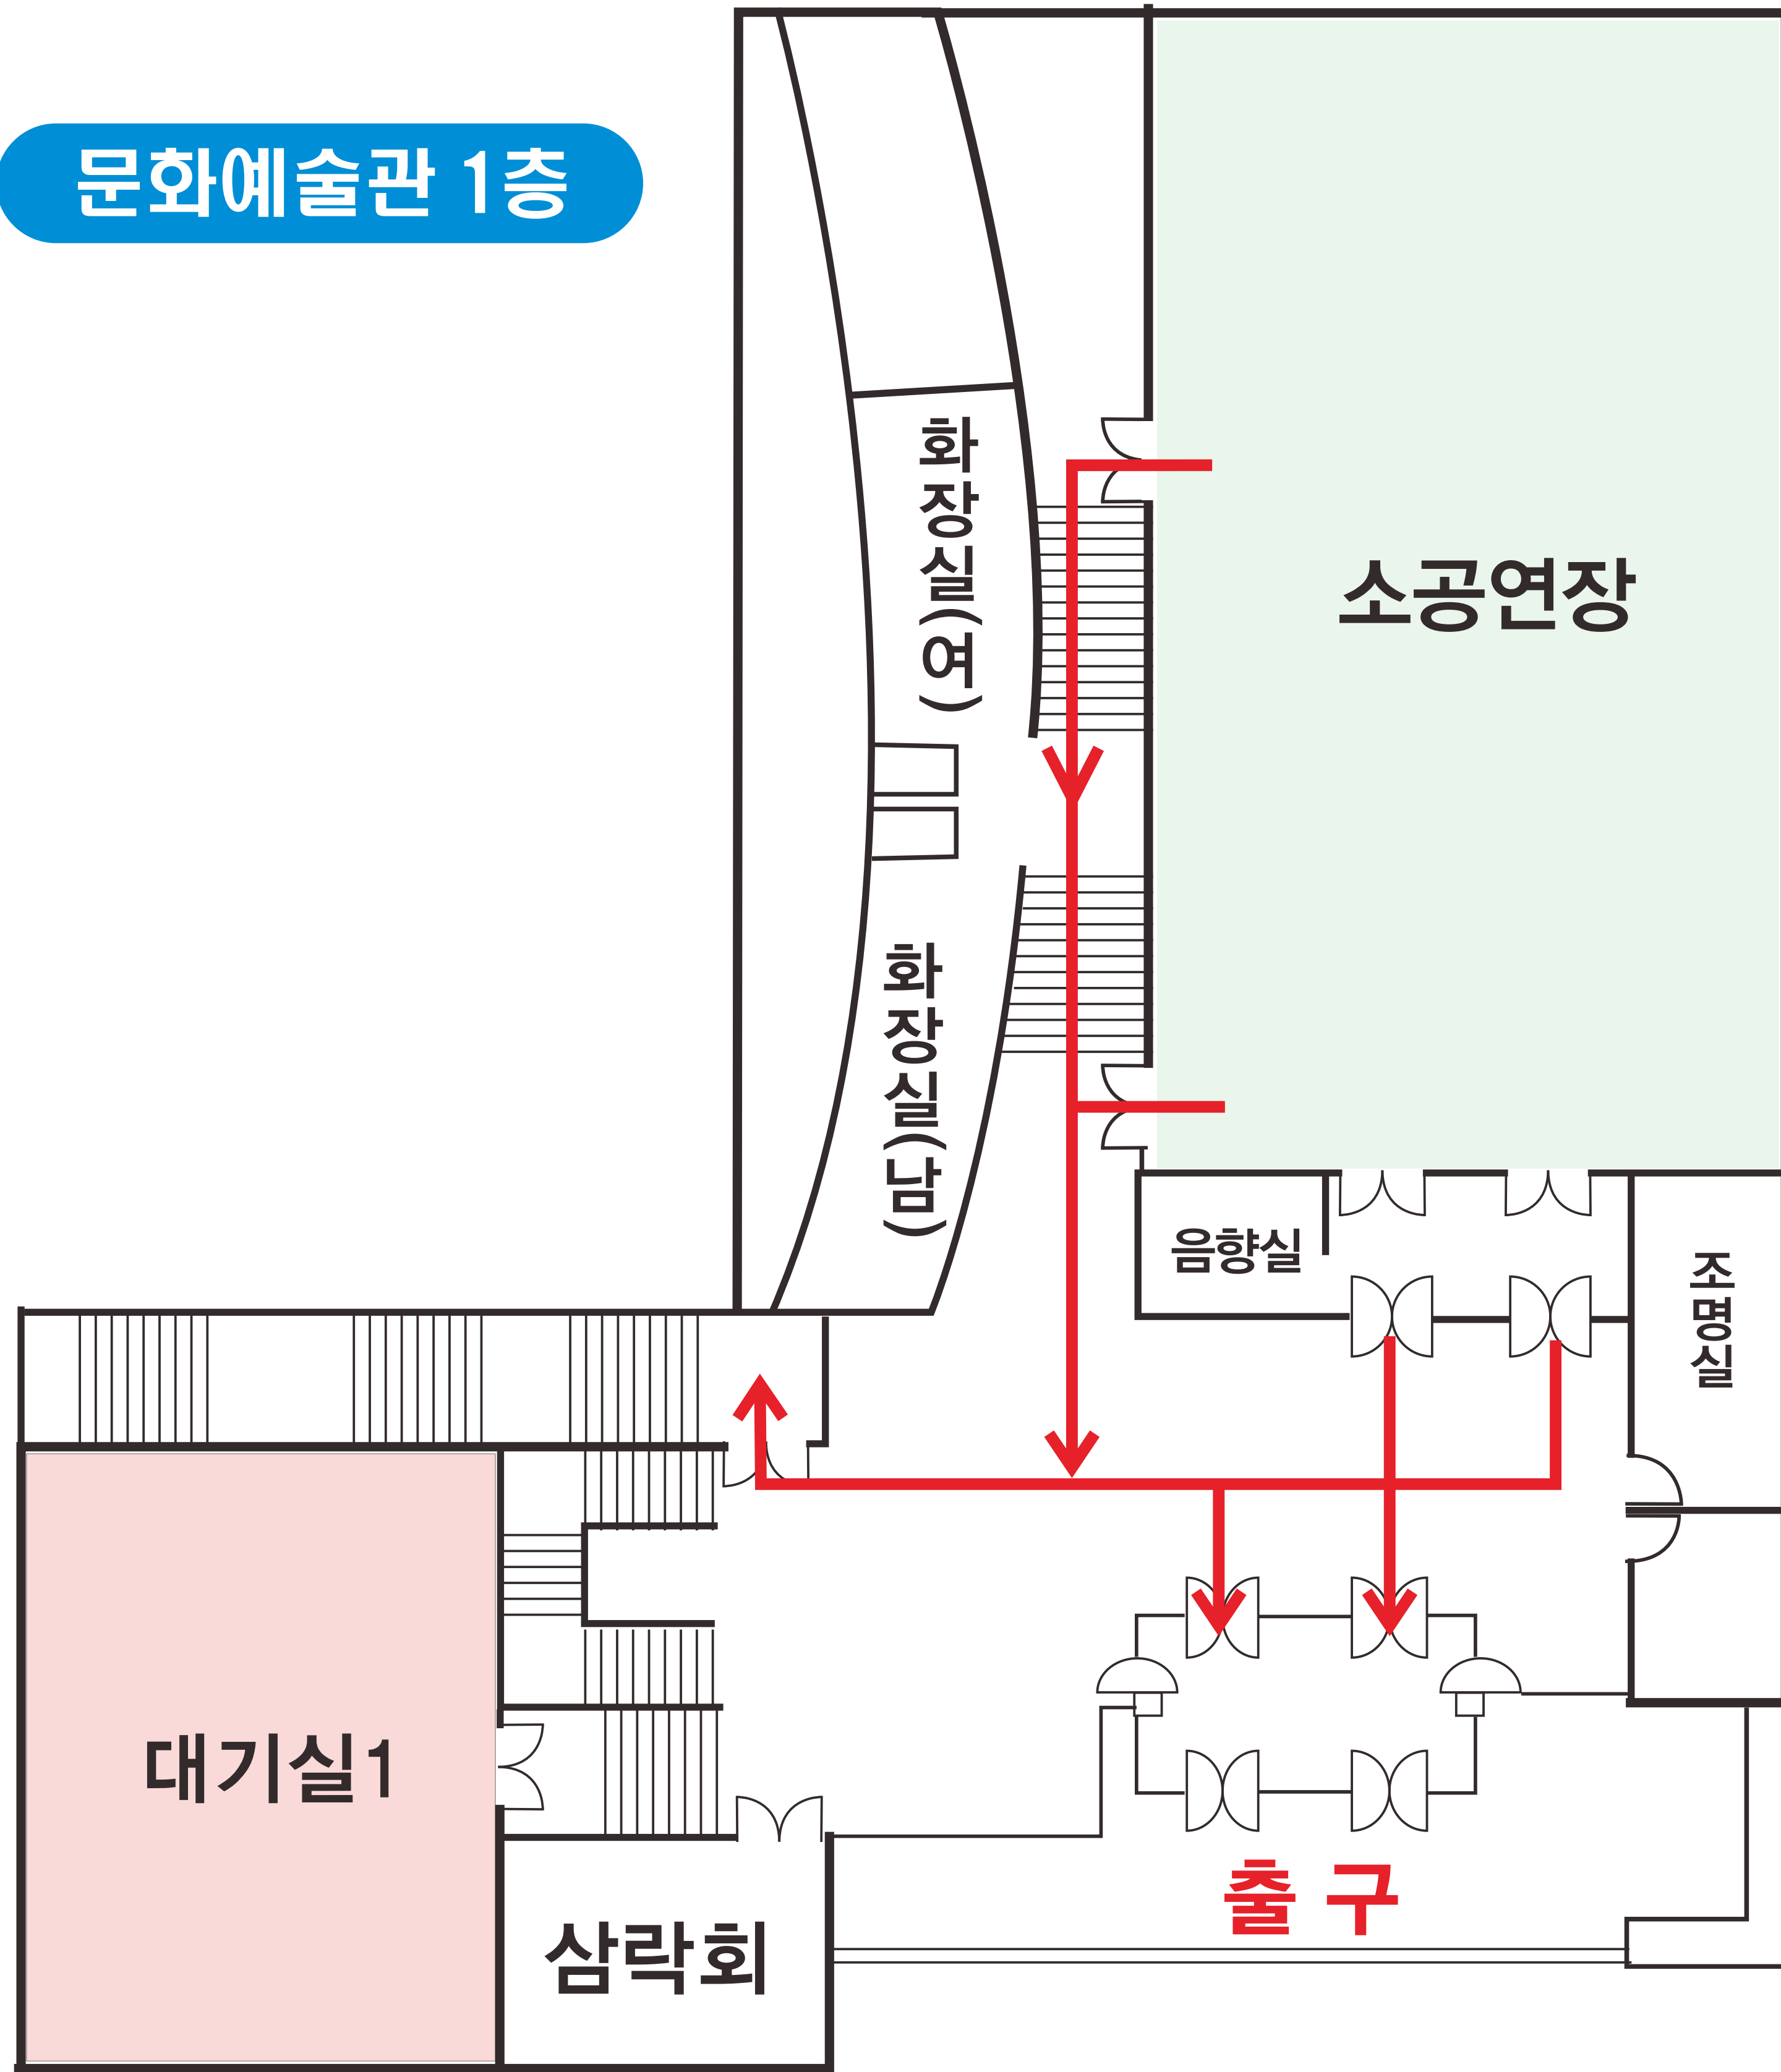 문화예술관 1층
화장실(여)
소공연장
화장실(남)
음향실
조명실
대기실1
출 구
삼락회